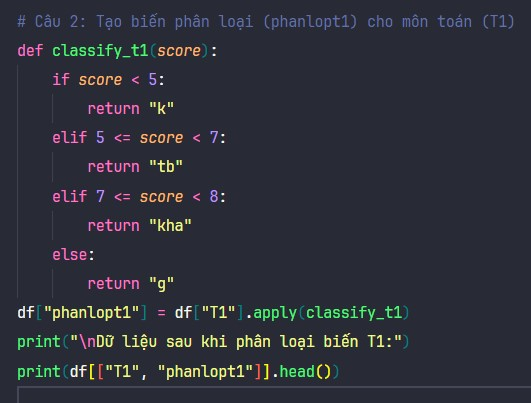 # Câu 2: Tạo biến phân loại (phanlopt1) cho môn toán (T1)
def classify_t1(score):
    if score < 5:
        return "k"
    elif 5 <= score < 7:
        return "tb"
    elif 7 <= score < 8:
        return "kha"
    else:
        return "g"
df["phanlopt1"] = df["T1"].apply(classify_t1)
print("\nDữ liệu sau khi phân loại biến T1:")
print(df[["T1", "phanlopt1"]].head())